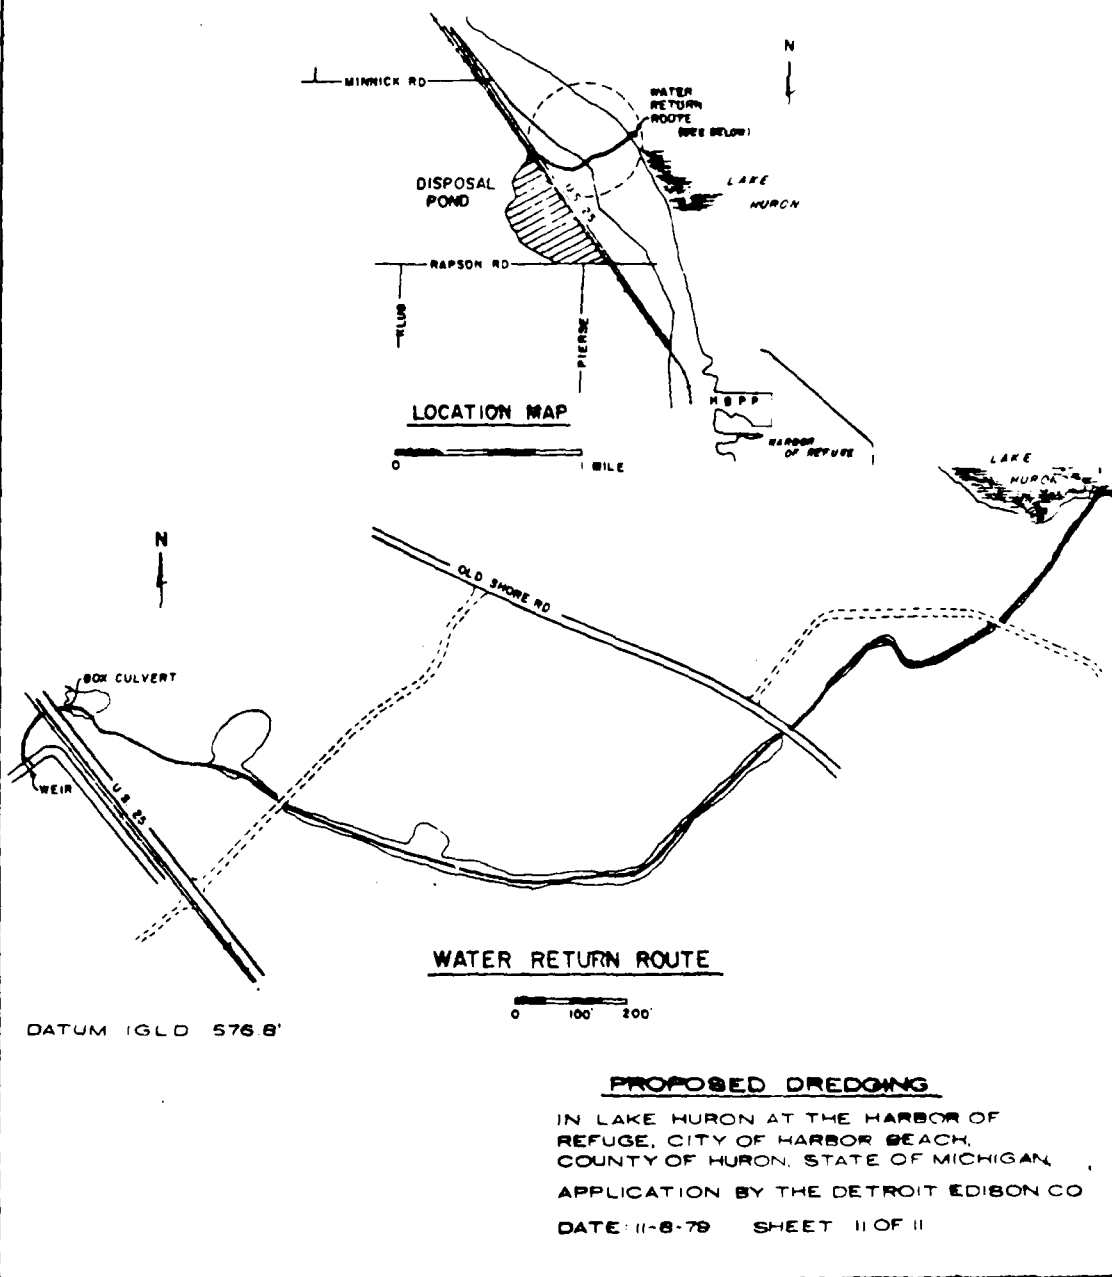 N
MINNICK RD
WATER
RETURN
ROUTE
(SEE BELOW)
DISPOSAL
POND
U.S. 25
LAKE
HURON
RAPSON RD
KLUG
PIERSE
LOCATION MAP
0 1 MILE
H B P P
HARBOR
OF REFUGE
LAKE
HURON
N
OLD SHORE RD
BOX CULVERT
WEIR
U.S. 25
WATER RETURN ROUTE
0 100' 200'
DATUM IGLD 576.8'
PROPOSED DREDGING
IN LAKE HURON AT THE HARBOR OF
REFUGE, CITY OF HARBOR BEACH,
COUNTY OF HURON, STATE OF MICHIGAN,
APPLICATION BY THE DETROIT EDISON CO
DATE: 11-8-79 SHEET 11 OF 11